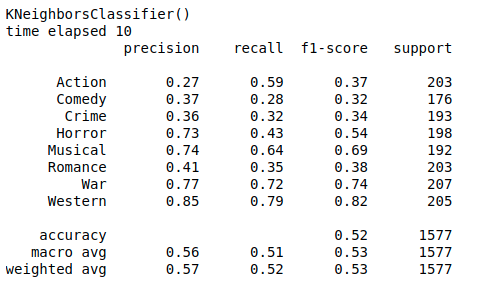 KNeighborsClassifier()
time elapsed 10
precision recall f1-score support
Action 0.27 0.59 0.37 203
Comedy 0.37 0.28 0.32 176
Crime 0.36 0.32 0.34 193
Horror 0.73 0.43 0.54 198
Musical 0.74 0.64 0.69 192
Romance 0.41 0.35 0.38 203
War 0.77 0.72 0.74 207
Western 0.85 0.79 0.82 205
accuracy 0.52 1577
macro avg 0.56 0.51 0.53 1577
weighted avg 0.57 0.52 0.53 1577